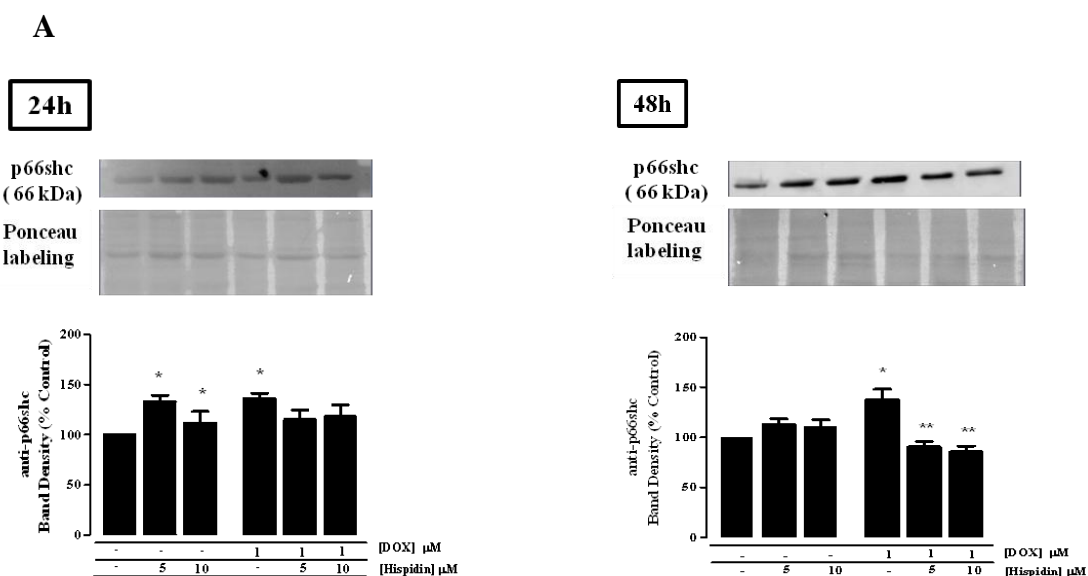 A
24h
p66shc
( 66 kDa)
Ponceau
labeling
anti-p66shc
Band Density (% Control)
200
150
100
50
0
*
*
*
- - - 1 1 1 [DOX] μM
- 5 10 - 5 10 [Hispidin] μM
48h
p66shc
( 66 kDa)
Ponceau
labeling
anti-p66shc
Band Density (% Control)
200
150
100
50
0
*
**
**
- - - 1 1 1 [DOX] μM
- 5 10 - 5 10 [Hispidin] μM